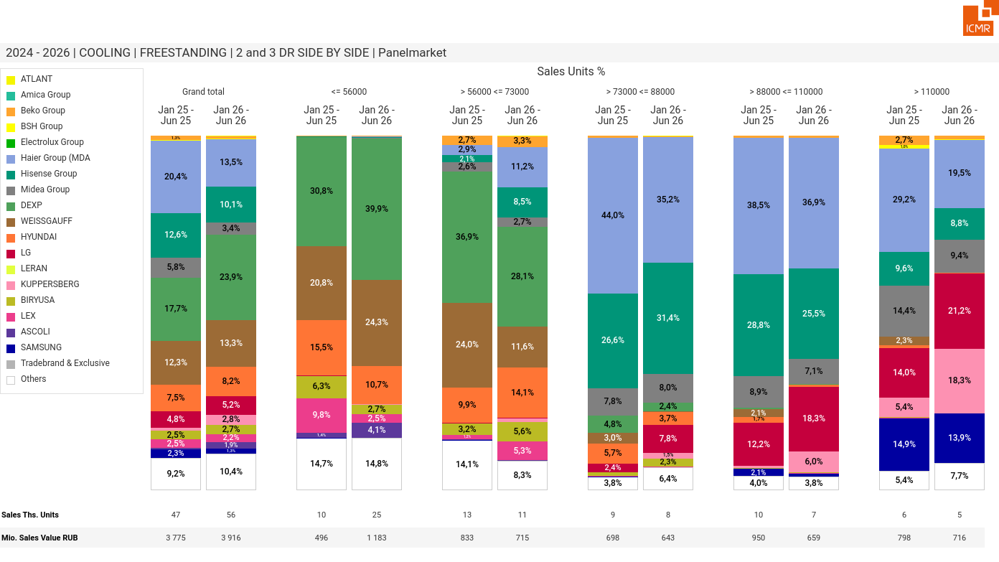 ICMR
2024 - 2026 | COOLING | FREESTANDING | 2 and 3 DR SIDE BY SIDE | Panelmarket
Sales Units %
ATLANT
Amica Group
Beko Group
BSH Group
Electrolux Group
Haier Group (MDA
Hisense Group
Midea Group
DEXP
WEISSGAUFF
HYUNDAI
LG
LERAN
KUPPERSBERG
BIRYUSA
LEX
ASCOLI
SAMSUNG
Tradebrand & Exclusive
Others
Grand total
Jan 25 -
Jun 25
1,3%
20,4%
12,6%
5,8%
17,7%
12,3%
7,5%
4,8%
2,5%
2,5%
2,3%
9,2%
Jan 26 -
Jun 26
13,5%
10,1%
3,4%
23,9%
13,3%
8,2%
5,2%
2,8%
2,7%
2,2%
1,9%
1,3%
10,4%
<= 56000
Jan 25 -
Jun 25
30,8%
20,8%
15,5%
6,3%
9,8%
1,4%
14,7%
Jan 26 -
Jun 26
39,9%
24,3%
10,7%
2,7%
2,5%
4,1%
14,8%
> 56000 <= 73000
Jan 25 -
Jun 25
2,7%
2,9%
2,1%
2,6%
36,9%
24,0%
9,9%
3,2%
14,1%
Jan 26 -
Jun 26
3,3%
11,2%
8,5%
2,7%
28,1%
11,6%
14,1%
5,6%
5,3%
8,3%
> 73000 <= 88000
Jan 25 -
Jun 25
44,0%
26,6%
7,8%
4,8%
3,0%
5,7%
2,4%
3,8%
Jan 26 -
Jun 26
35,2%
31,4%
8,0%
2,4%
3,7%
7,8%
1,5%
2,3%
6,4%
> 88000 <= 110000
Jan 25 -
Jun 25
38,5%
28,8%
8,9%
2,1%
1,7%
12,2%
2,1%
4,0%
Jan 26 -
Jun 26
36,9%
25,5%
7,1%
18,3%
6,0%
3,8%
> 110000
Jan 25 -
Jun 25
2,7%
1,0%
29,2%
9,6%
14,4%
2,3%
14,0%
5,4%
14,9%
5,4%
Jan 26 -
Jun 26
19,5%
8,8%
9,4%
21,2%
18,3%
13,9%
7,7%
Sales Ths. Units 47 56 10 25 13 11 9 8 10 7 6 5
Mio. Sales Value RUB 3 775 3 916 496 1 183 833 715 698 643 950 659 798 716